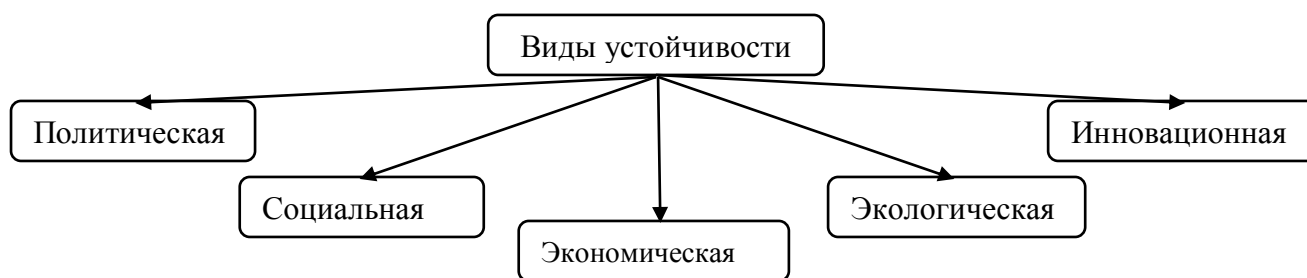 Виды устойчивости
Политическая
Инновационная
Социальная
Экологическая
Экономическая